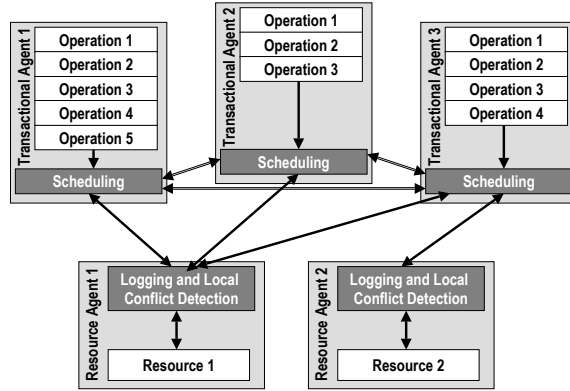 Transactional Agent 1
Operation 1
Operation 2
Operation 3
Operation 4
Operation 5
Scheduling
Transactional Agent 2
Operation 1
Operation 2
Operation 3
Scheduling
Transactional Agent 3
Operation 1
Operation 2
Operation 3
Operation 4
Scheduling
Resource Agent 1
Logging and Local
Conflict Detection
Resource 1
Resource Agent 2
Logging and Local
Conflict Detection
Resource 2